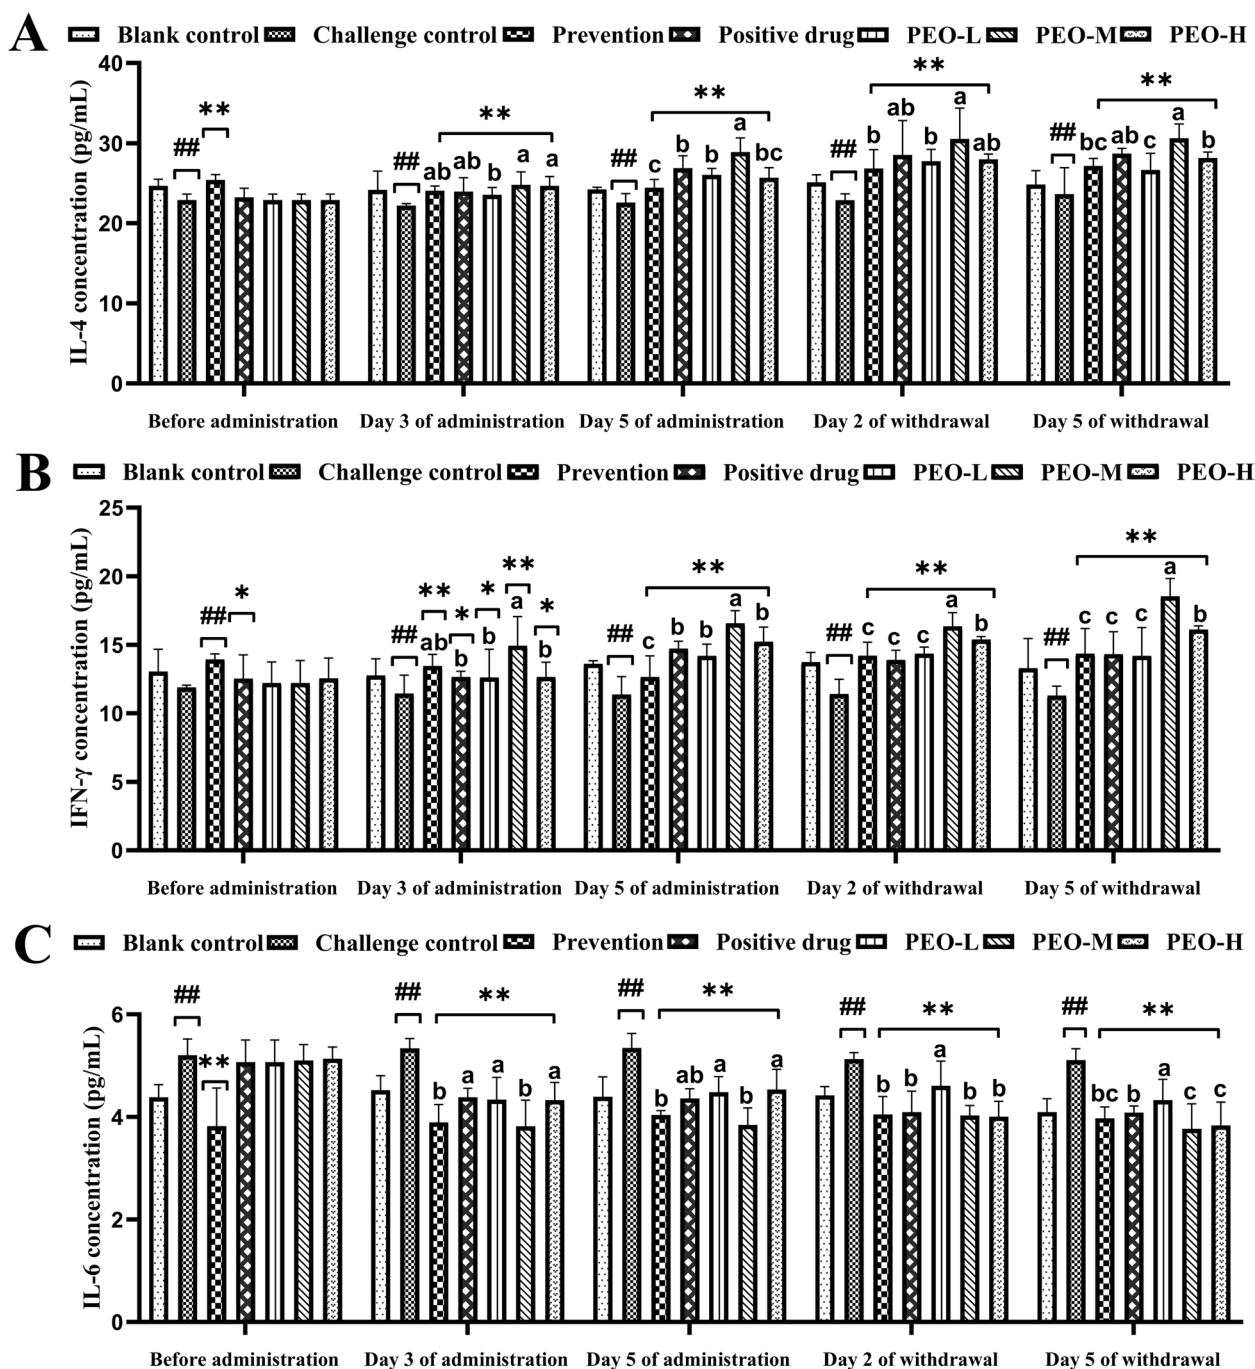 A Blank control Challenge control Prevention Positive drug PEO-L PEO-M PEO-H
IL-4 concentration (pg/mL)
40
30
20
10
0
## **
## ** ab ab b a a
## ** c b b a bc
## ** b ab b a ab
## ** bc ab c a b
Before administration Day 3 of administration Day 5 of administration Day 2 of withdrawal Day 5 of withdrawal
B Blank control Challenge control Prevention Positive drug PEO-L PEO-M PEO-H
IFN-γ concentration (pg/mL)
25
20
15
10
5
0
## *
## ** * * ** * ab b b a b
## ** c b b a b
## ** c c c a b
## ** c c c a b
Before administration Day 3 of administration Day 5 of administration Day 2 of withdrawal Day 5 of withdrawal
C Blank control Challenge control Prevention Positive drug PEO-L PEO-M PEO-H
IL-6 concentration (pg/mL)
6
4
2
0
## **
## ** b a a b a
## ** b ab a b a
## ** b b a b b
## ** bc b a c c
Before administration Day 3 of administration Day 5 of administration Day 2 of withdrawal Day 5 of withdrawal